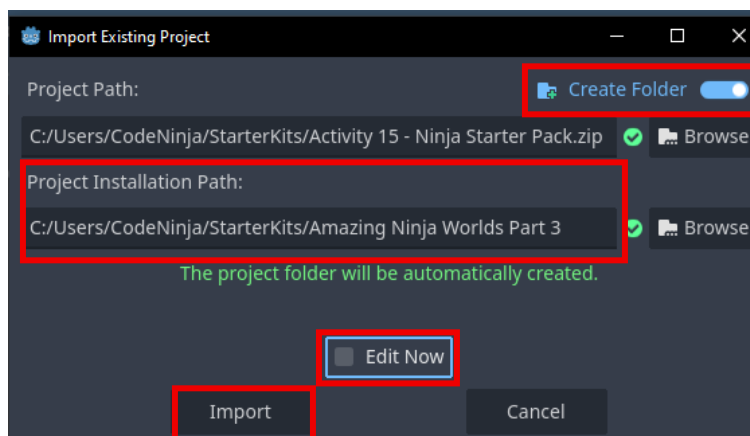 Import Existing Project
Project Path:
Create Folder
C:/Users/CodeNinja/StarterKits/Activity 15 - Ninja Starter Pack.zip
Browse
Project Installation Path:
C:/Users/CodeNinja/StarterKits/Amazing Ninja Worlds Part 3
Browse
The project folder will be automatically created.
Edit Now
Import
Cancel